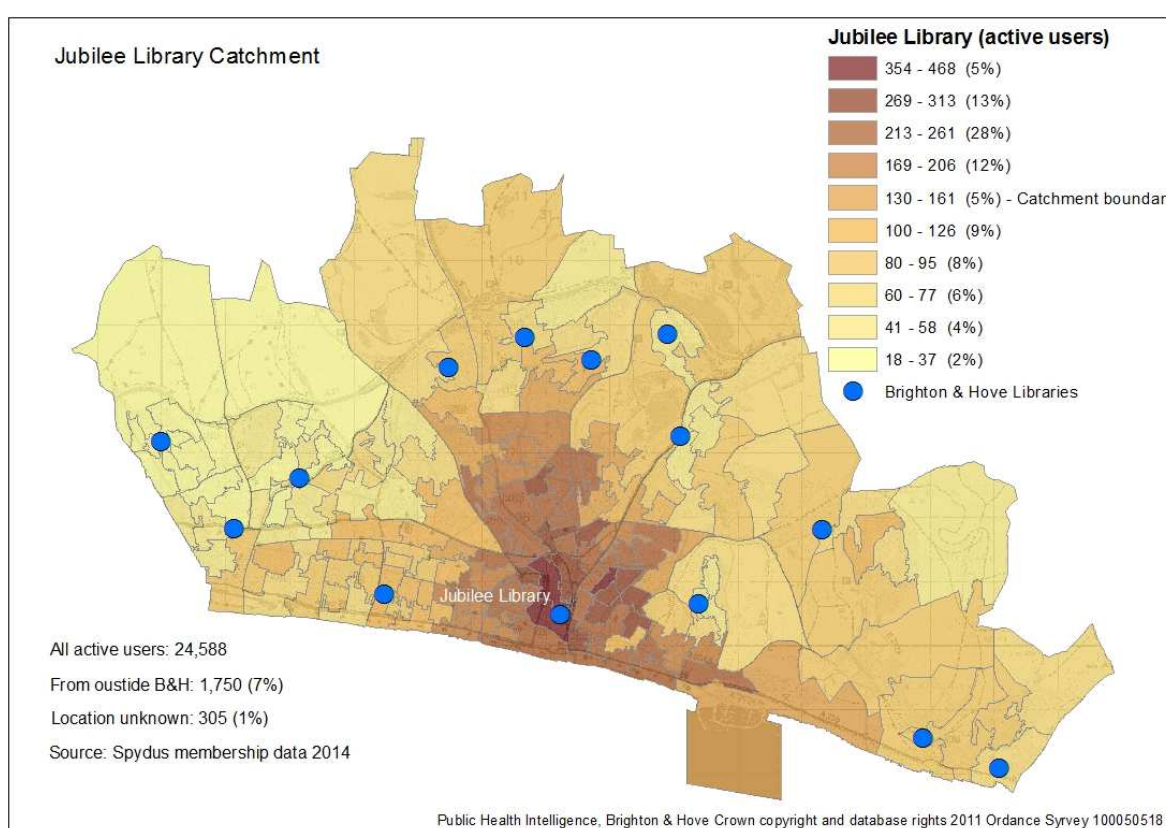 Jubilee Library Catchment
Jubilee Library (active users)
354 - 468 (5%)
269 - 313 (13%)
213 - 261 (28%)
169 - 206 (12%)
130 - 161 (5%) - Catchment boundar
100 - 126 (9%)
80 - 95 (8%)
60 - 77 (6%)
41 - 58 (4%)
18 - 37 (2%)
Brighton & Hove Libraries
Jubilee Library
All active users: 24,588
From oustide B&H: 1,750 (7%)
Location unknown: 305 (1%)
Source: Spydus membership data 2014
Public Health Intelligence, Brighton & Hove Crown copyright and database rights 2011 Ordance Syrvey 100050518